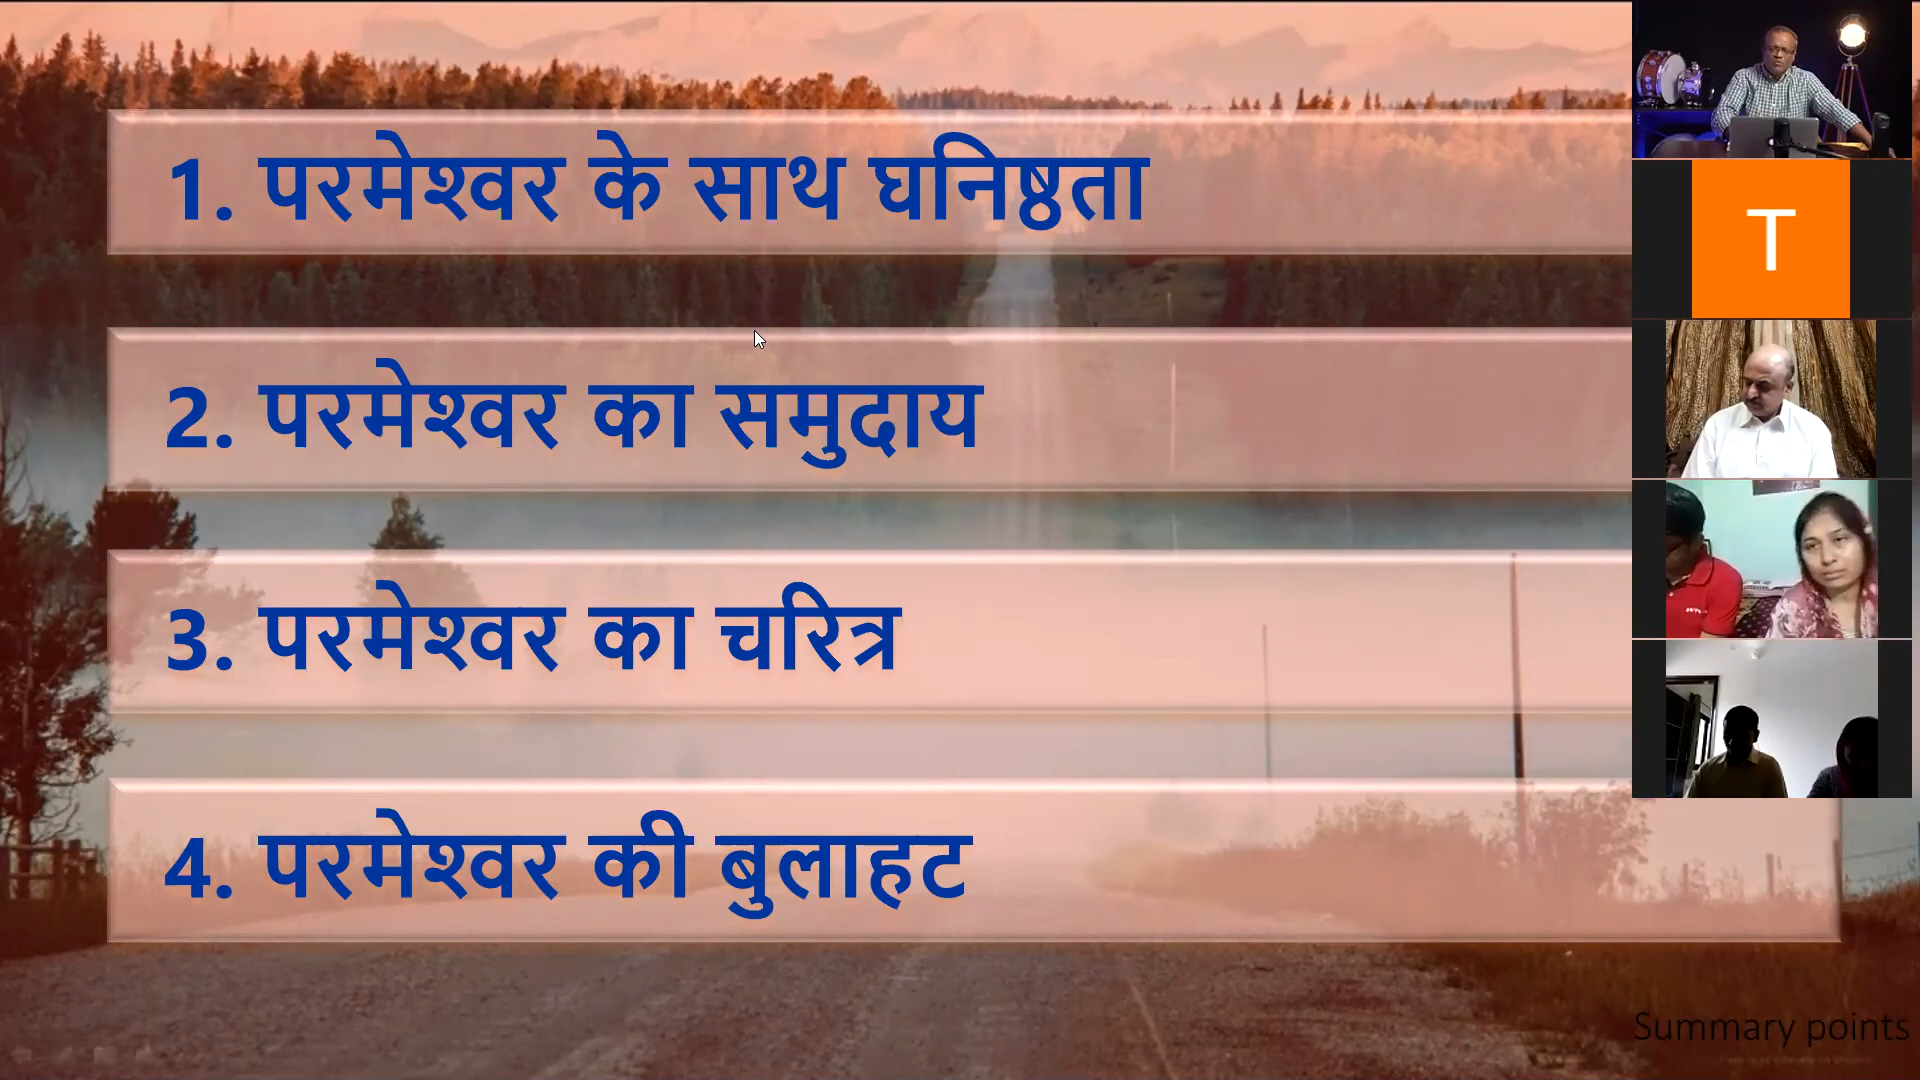 1. परमेश्वर के साथ घनिष्ठता
2. परमेश्वर का समुदाय
3. परमेश्वर का चरित्र
4. परमेश्वर की बुलाहट
T
Summary points